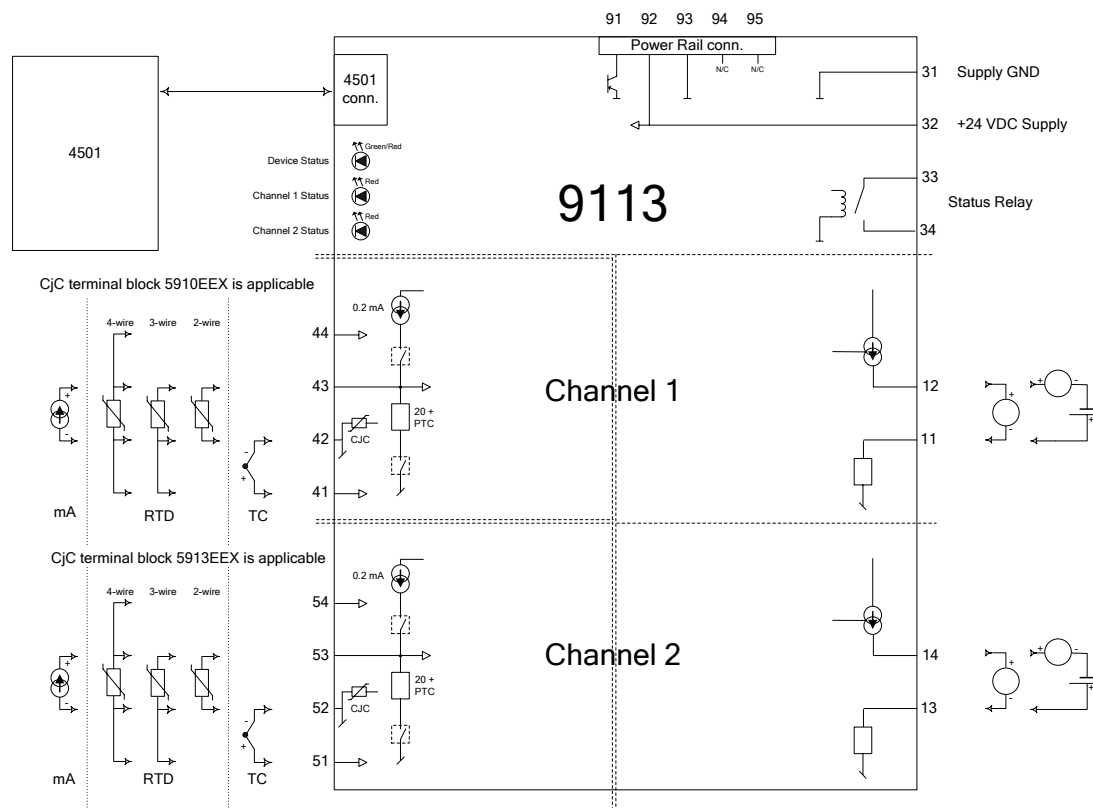 91 92 93 94 95
Power Rail conn.
N/C N/C
4501
conn.
4501
31 Supply GND
32 +24 VDC Supply
Green/Red
Device Status
Red
Channel 1 Status
Red
Channel 2 Status
9113
33
Status Relay
34
CjC terminal block 5910EEX is applicable
4-wire 3-wire 2-wire
0.2 mA
44
43
Channel 1
12
+ + -
20 +
PTC
CJC
42
11
- +
- 
+
41
mA RTD TC
CjC terminal block 5913EEX is applicable
4-wire 3-wire 2-wire
0.2 mA
54
53
Channel 2
14
+ + -
20 +
PTC
CJC
52
13
- +
-
+
51
mA RTD TC